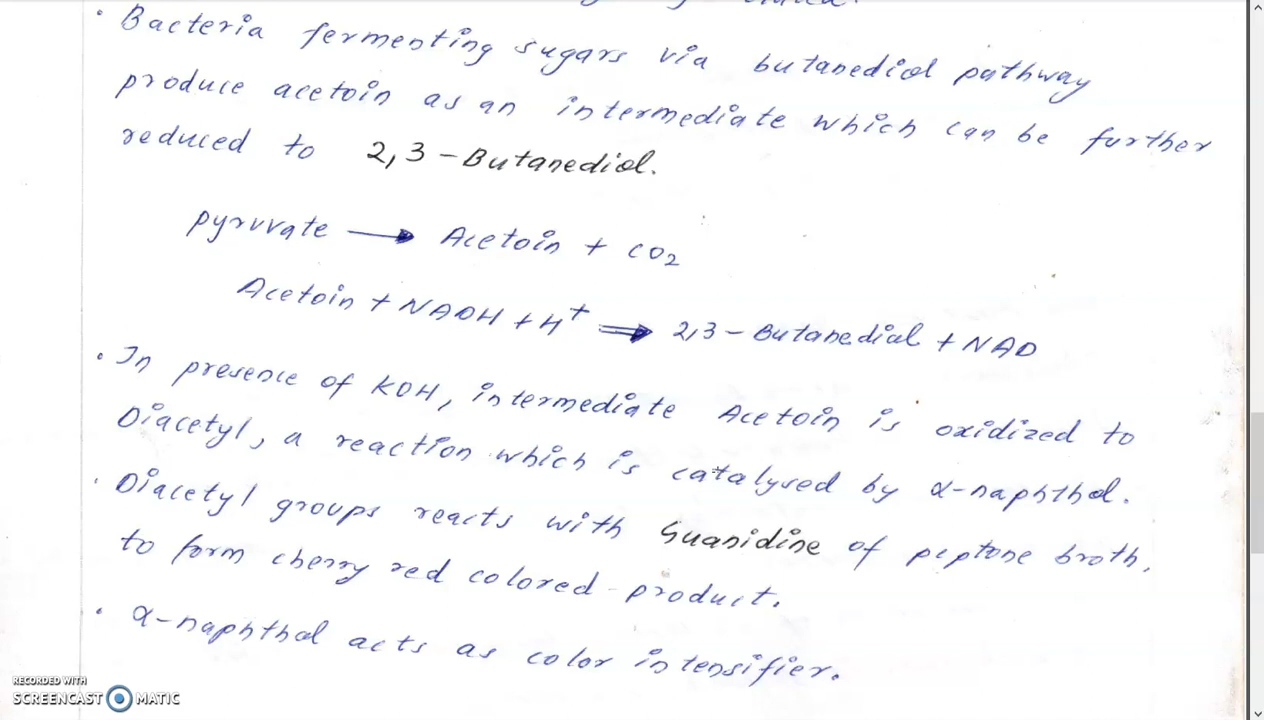 • Bacteria fermenting sugars via butanediol pathway
produce acetoin as an intermediate which can be further
reduced to 2,3-Butanediol.
pyruvate → Acetoin + CO2
Acetoin + NADH + H+ ⇒ 2,3-Butanediol + NAD
• In presence of KOH, intermediate Acetoin is oxidized to
Diacetyl, a reaction which is catalysed by α-naphthol.
• Diacetyl groups reacts with Guanidine of peptone broth,
to form cherry red colored product.
• α-naphthol acts as color intensifier.
RECORDED WITH
SCREENCAST MATIC